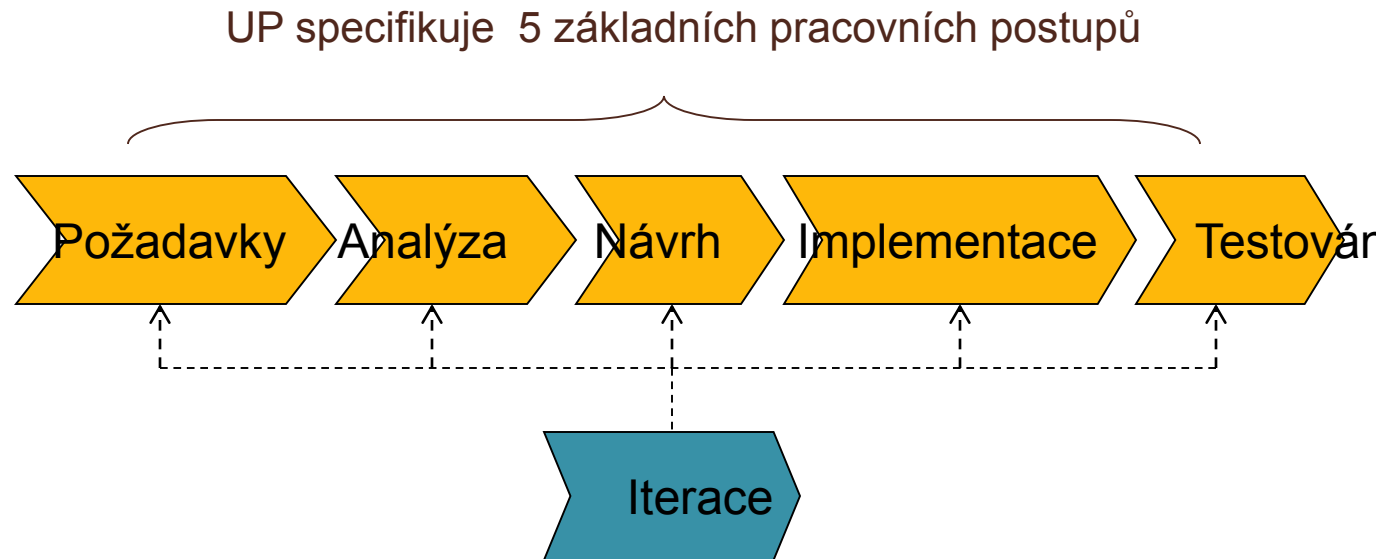 UP specifikuje 5 základních pracovních postupů
Požadavky Analýza Návrh Implementace Testován
Iterace